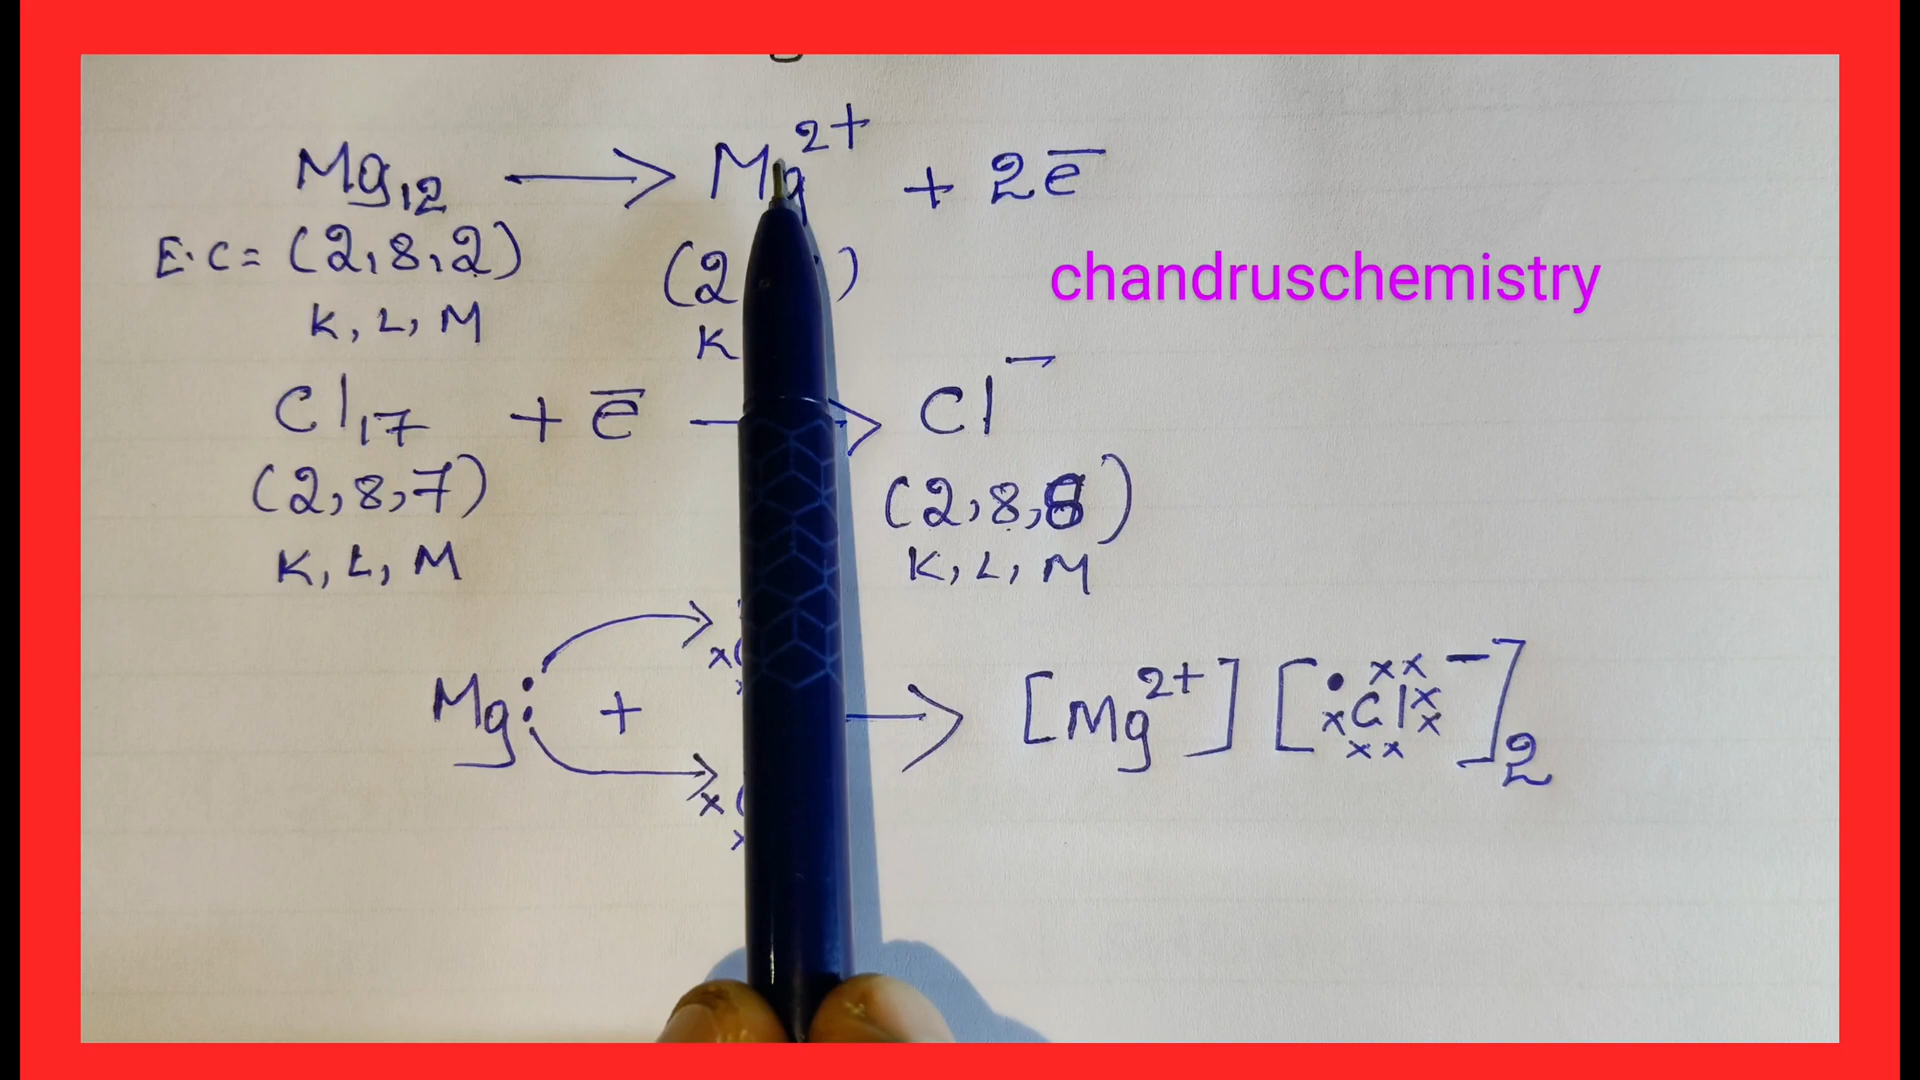 Mg₁₂ ⟶ Mg²⁺ + 2e̅
E.C = (2,8,2) (2 )
chandruschemistry
K, L, M K
Cl₁₇ + e̅ ⟶ Cl⁻
(2,8,7) (2,8,8)
K, L, M K, L, M
Mg: + ⟶ [Mg²⁺] [Cl⁻]₂